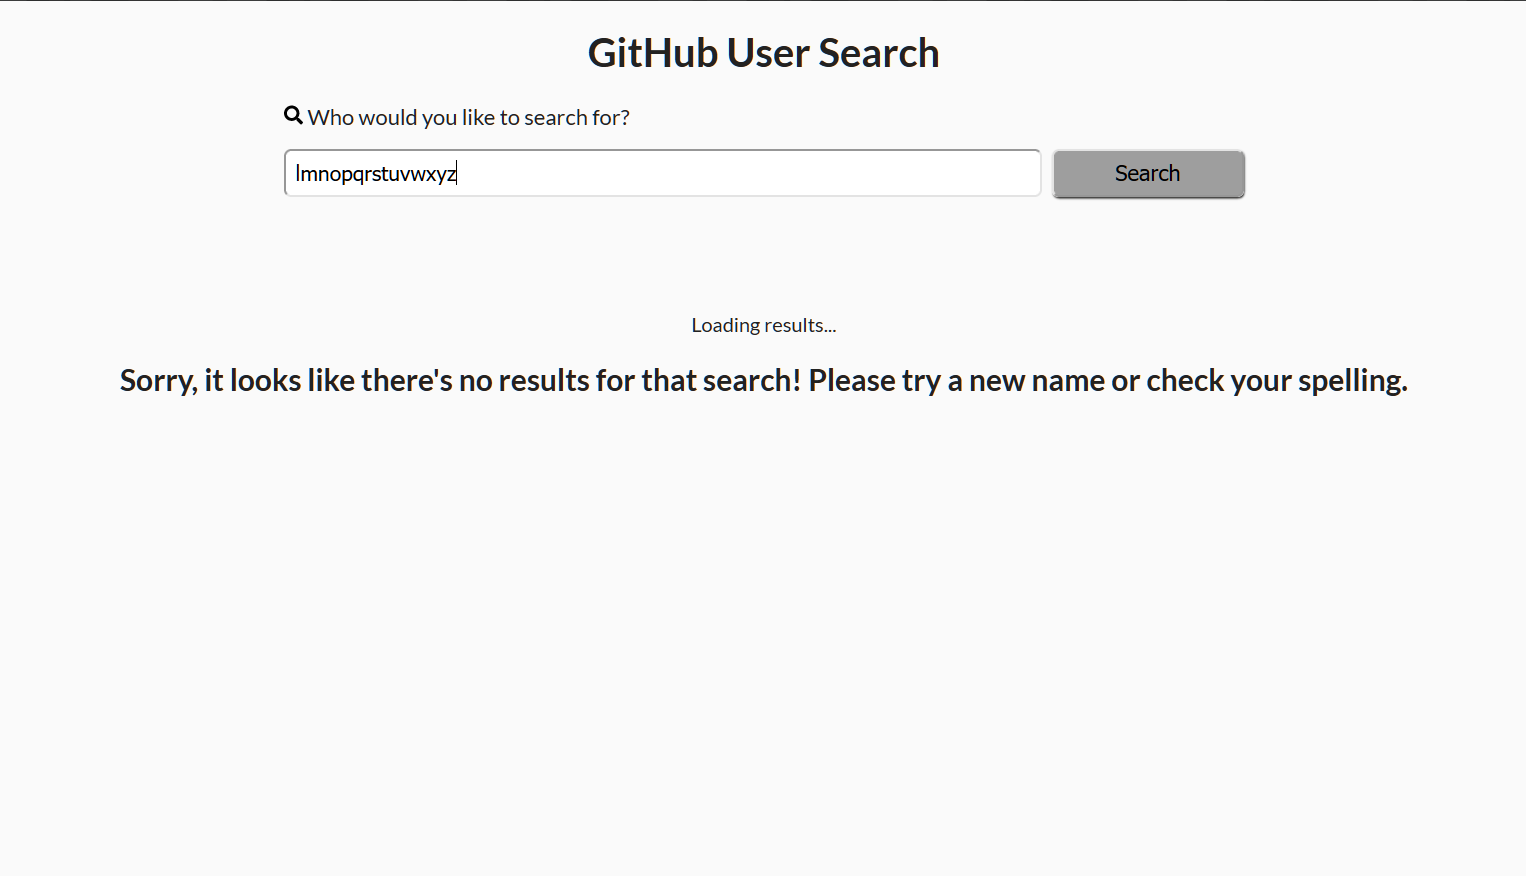 GitHub User Search
Who would you like to search for?
lmnopqrstuvwxyz
Search
Loading results...
Sorry, it looks like there's no results for that search! Please try a new name or check your spelling.